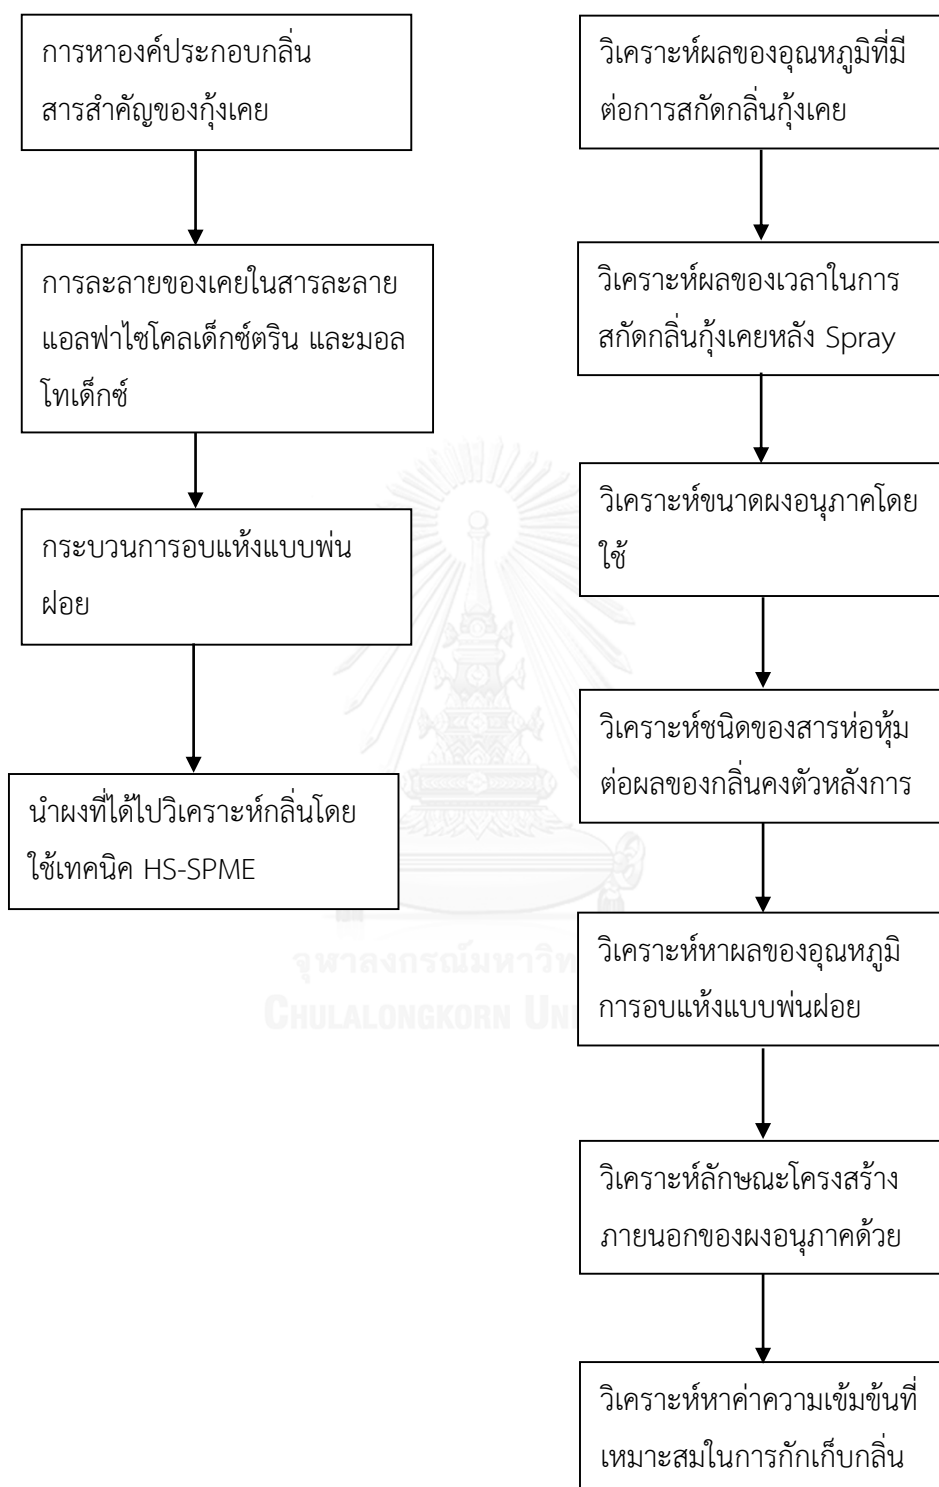 การหาองค์ประกอบกลิ่น
สารสำคัญของกุ้งเคย
การละลายของเคยในสารละลาย
แอลฟาไซโคลเด็กซ์ตริน และมอล
โทเด็กซ์
กระบวนการอบแห้งแบบพ่น
ฝอย
นำผงที่ได้ไปวิเคราะห์กลิ่นโดย
ใช้เทคนิค HS-SPME
วิเคราะห์ผลของอุณหภูมิที่มี
ต่อการสกัดกลิ่นกุ้งเคย
วิเคราะห์ผลของเวลาในการ
สกัดกลิ่นกุ้งเคยหลัง Spray
วิเคราะห์ขนาดผงอนุภาคโดย
ใช้
วิเคราะห์ชนิดของสารห่อหุ้ม
ต่อผลของกลิ่นคงตัวหลังการ
วิเคราะห์หาผลของอุณหภูมิ
การอบแห้งแบบพ่นฝอย
วิเคราะห์ลักษณะโครงสร้าง
ภายนอกของผงอนุภาคด้วย
วิเคราะห์หาค่าความเข้มข้นที่
เหมาะสมในการกักเก็บกลิ่น
จุฬาลงกรณ์มหาวิท
CHULALONGKORN UN